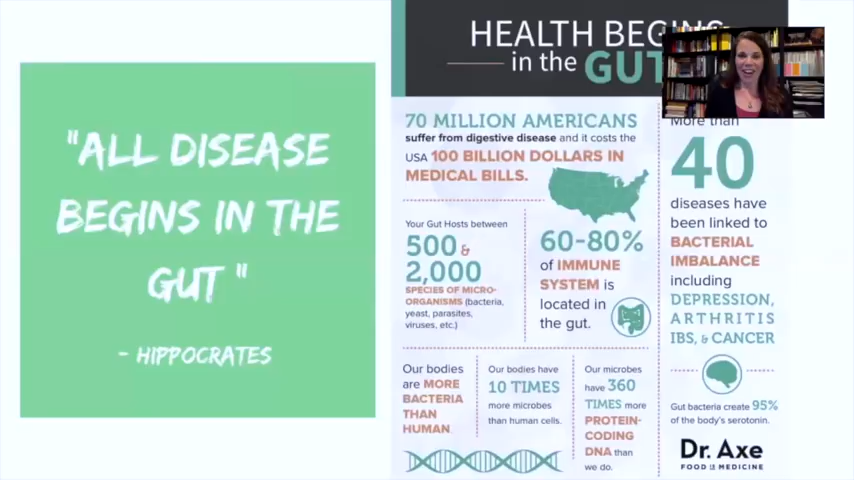 "ALL DISEASE
BEGINS IN THE
GUT "
- HIPPOCRATES
HEALTH BEGINS
in the GUT
70 MILLION AMERICANS
suffer from digestive disease and it costs the
USA 100 BILLION DOLLARS IN
MEDICAL BILLS.
Your Gut Hosts between
500 &
2,000
SPECIES OF MICRO-
ORGANISMS (bacteria,
yeast, parasites,
viruses, etc.)
60-80%
of IMMUNE
SYSTEM is
located in
the gut.
More than
40
diseases have
been linked to
BACTERIAL
IMBALANCE
including
DEPRESSION,
ARTHRITIS
IBS, & CANCER
Our bodies
are MORE
BACTERIA
THAN
HUMAN.
Our bodies have
10 TIMES
more microbes
than human cells.
Our microbes
have 360
TIMES more
PROTEIN-
CODING
DNA than
we do.
Gut bacteria create 95%
of the body's serotonin.
Dr. Axe
FOOD IS MEDICINE